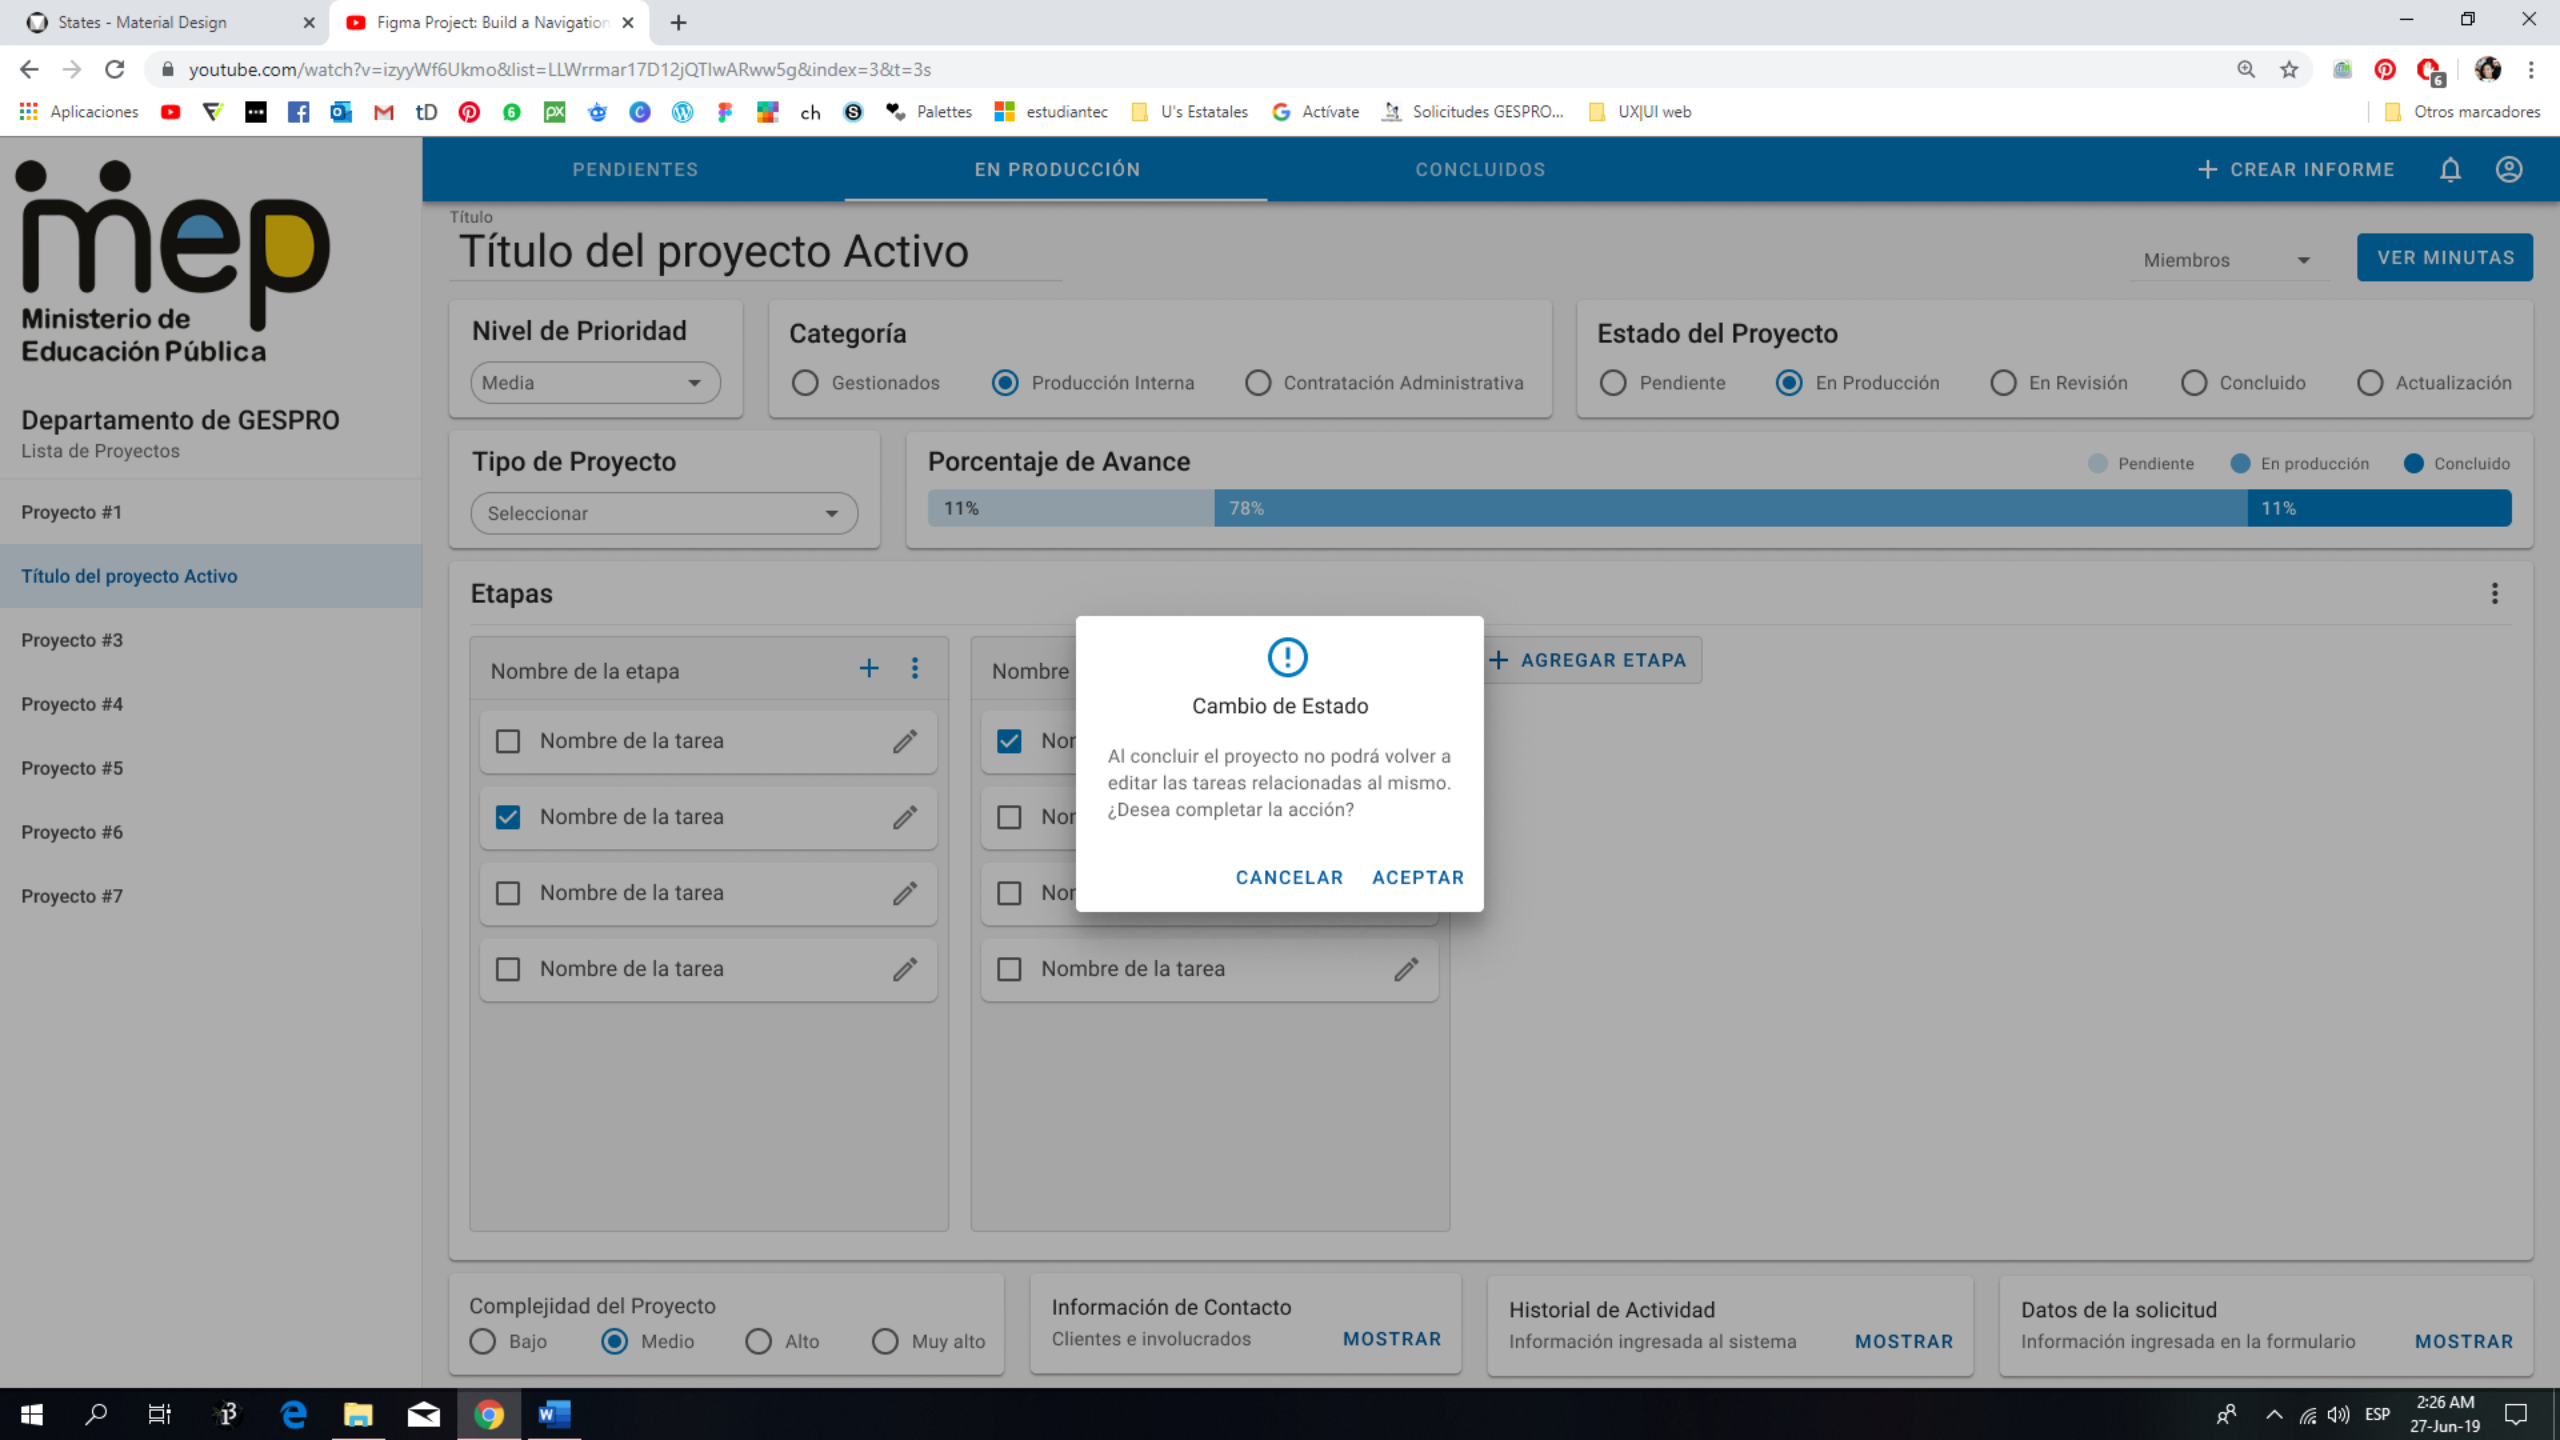 States - Material Design
Figma Project: Build a Navigation
youtube.com/watch?v=izyyWf6Ukmo&list=LLWrrmar17D12jQTlwARww5g&index=3&t=3s
6
Aplicaciones
tD
6
px
ch
Palettes
estudiantec
U's Estatales
Actívate
Solicitudes GESPRO...
UX|UI web
Otros marcadores
mep
Ministerio de
Educación Pública
Departamento de GESPRO
Lista de Proyectos
Proyecto #1
Título del proyecto Activo
Proyecto #3
Proyecto #4
Proyecto #5
Proyecto #6
Proyecto #7
PENDIENTES
EN PRODUCCIÓN
CONCLUIDOS
CREAR INFORME
Título
Título del proyecto Activo
Miembros
VER MINUTAS
Nivel de Prioridad
Media
Categoría
Gestionados
Producción Interna
Contratación Administrativa
Estado del Proyecto
Pendiente
En Producción
En Revisión
Concluido
Actualización
Tipo de Proyecto
Seleccionar
Porcentaje de Avance
Pendiente
En producción
Concluido
11%
78%
11%
Etapas
Nombre de la etapa
Nombre de la tarea
Nombre de la tarea
Nombre de la tarea
Nombre de la tarea
Nombre
Nor
Nor
Nor
Nombre de la tarea
AGREGAR ETAPA
Cambio de Estado
Al concluir el proyecto no podrá volver a
editar las tareas relacionadas al mismo.
¿Desea completar la acción?
CANCELAR
ACEPTAR
Complejidad del Proyecto
Bajo
Medio
Alto
Muy alto
Información de Contacto
Clientes e involucrados
MOSTRAR
Historial de Actividad
Información ingresada al sistema
MOSTRAR
Datos de la solicitud
Información ingresada en la formulario
MOSTRAR
ESP
2:26 AM
27-Jun-19